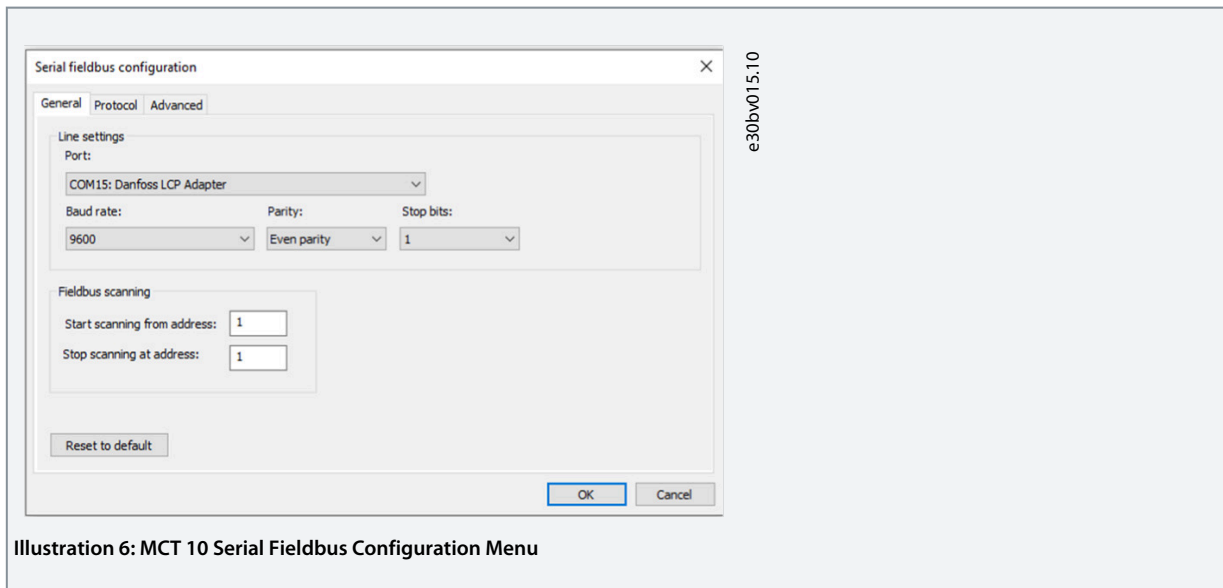 Serial fieldbus configuration
General Protocol Advanced
Line settings
Port:
COM15: Danfoss LCP Adapter
Baud rate: Parity: Stop bits:
9600 Even parity 1
Fieldbus scanning
Start scanning from address: 1
Stop scanning at address: 1
Reset to default
OK Cancel
e30bv015.10
Illustration 6: MCT 10 Serial Fieldbus Configuration Menu